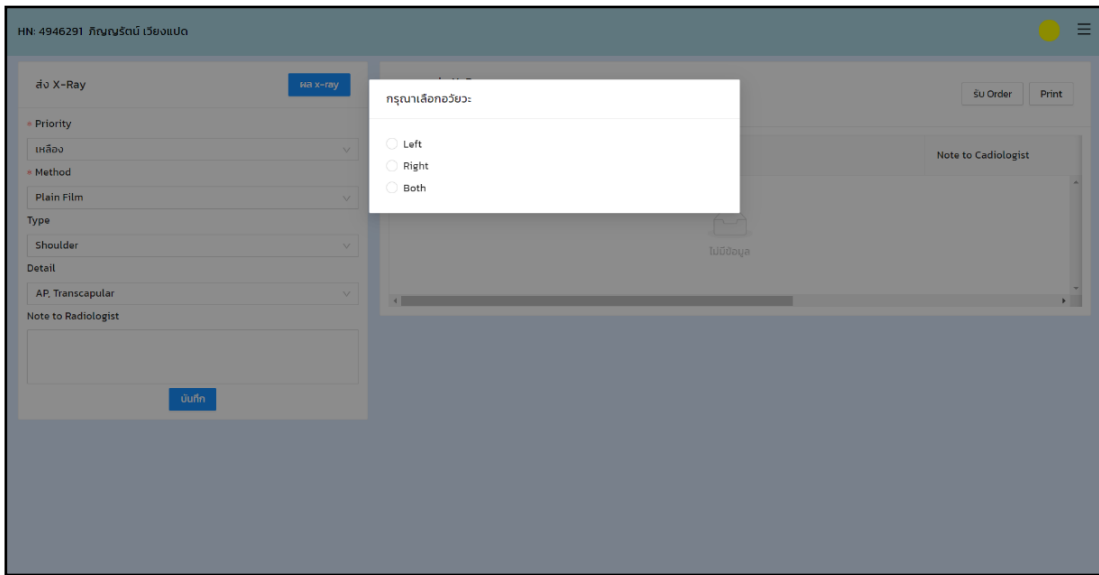 HN: 4946291 ภิญญรัตน์ เวียงแปด
ส่ง X-Ray
ผล x-ray
* Priority
เหลือง
* Method
Plain Film
Type
Shoulder
Detail
AP, Transcapular
Note to Radiologist
บันทึก
กรุณาเลือกอวัยวะ:
Left
Right
Both
รับ Order
Print
Note to Cadiologist
ไม่มีข้อมูล